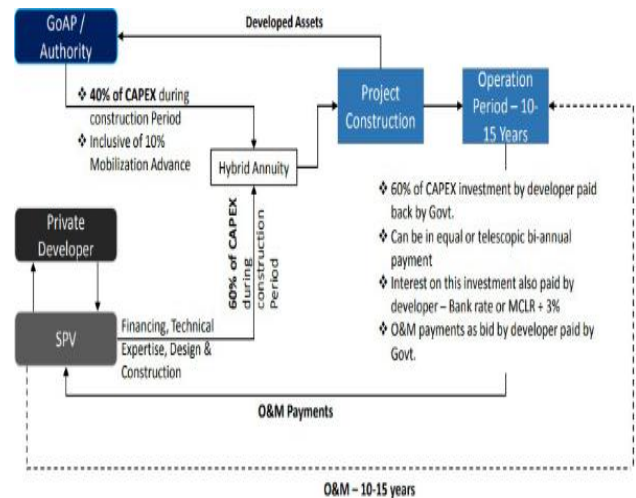 GoAP /
Authority
Developed Assets
❖ 40% of CAPEX during
construction Period
❖ Inclusive of 10%
Mobilization Advance
Hybrid Annuity
Project
Construction
Operation
Period – 10-
15 Years
❖ 60% of CAPEX investment by developer paid
back by Govt.
❖ Can be in equal or telescopic bi-annual
payment
❖ Interest on this investment also paid by
developer – Bank rate or MCLR + 3%
❖ O&M payments as bid by developer paid by
Govt.
Private
Developer
60% of CAPEX
during
construction
Period
SPV
Financing, Technical
Expertise, Design &
Construction
O&M Payments
O&M – 10-15 years